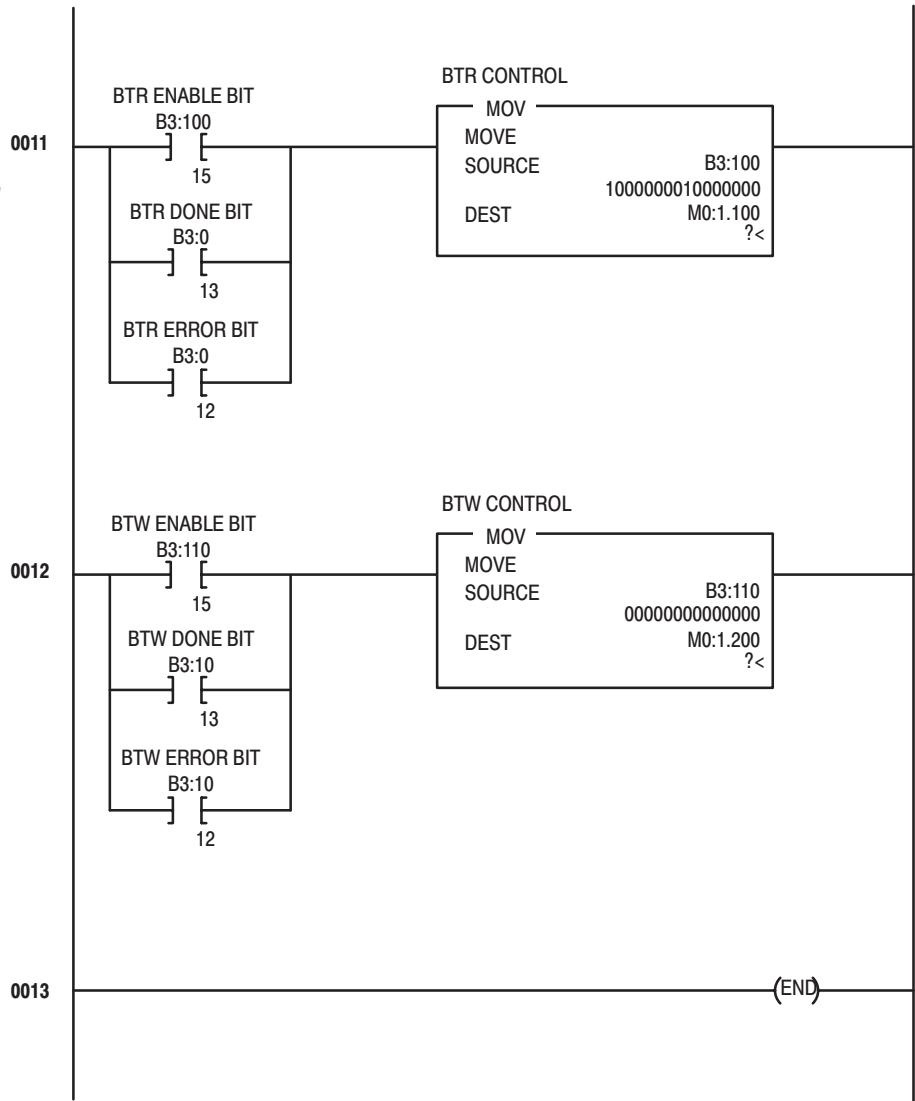 BTR CONTROL
BTR ENABLE BIT
B3:100
MOV
0011
MOVE
SOURCE
B3:100
15
1000000010000000
BTR DONE BIT
DEST
M0:1.100
B3:0
?<
13
BTR ERROR BIT
B3:0
12
BTW CONTROL
BTW ENABLE BIT
B3:110
MOV
0012
MOVE
SOURCE
B3:110
15
00000000000000
BTW DONE BIT
DEST
M0:1.200
B3:10
?<
13
BTW ERROR BIT
B3:10
12
0013
(END)